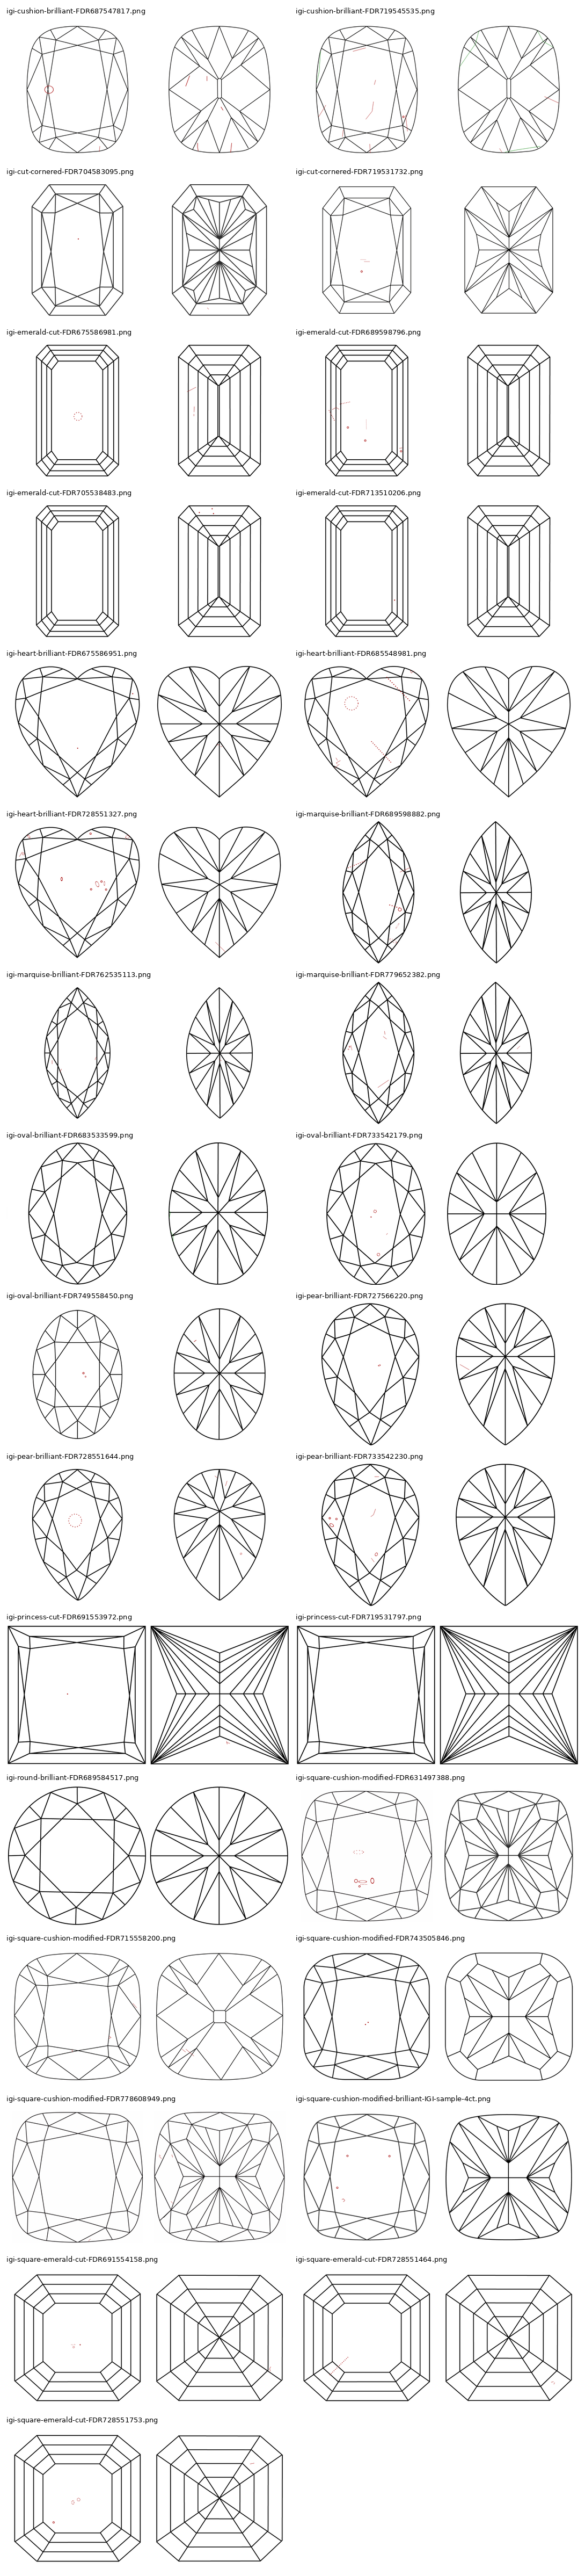 igi-cushion-brilliant-FDR687547817.png
igi-cushion-brilliant-FDR719545535.png
igi-cut-cornered-FDR704583095.png
igi-cut-cornered-FDR719531732.png
igi-emerald-cut-FDR675586981.png
igi-emerald-cut-FDR689598796.png
igi-emerald-cut-FDR705538483.png
igi-emerald-cut-FDR713510206.png
igi-heart-brilliant-FDR675586951.png
igi-heart-brilliant-FDR685548981.png
igi-heart-brilliant-FDR728551327.png
igi-marquise-brilliant-FDR689598882.png
igi-marquise-brilliant-FDR762535113.png
igi-marquise-brilliant-FDR779652382.png
igi-oval-brilliant-FDR683533599.png
igi-oval-brilliant-FDR733542179.png
igi-oval-brilliant-FDR749558450.png
igi-pear-brilliant-FDR727566220.png
igi-pear-brilliant-FDR728551644.png
igi-pear-brilliant-FDR733542230.png
igi-princess-cut-FDR691553972.png
igi-princess-cut-FDR719531797.png
igi-round-brilliant-FDR689584517.png
igi-square-cushion-modified-FDR631497388.png
igi-square-cushion-modified-FDR715558200.png
igi-square-cushion-modified-FDR743505846.png
igi-square-cushion-modified-FDR778608949.png
igi-square-cushion-modified-brilliant-IGI-sample-4ct.png
igi-square-emerald-cut-FDR691554158.png
igi-square-emerald-cut-FDR728551464.png
igi-square-emerald-cut-FDR728551753.png